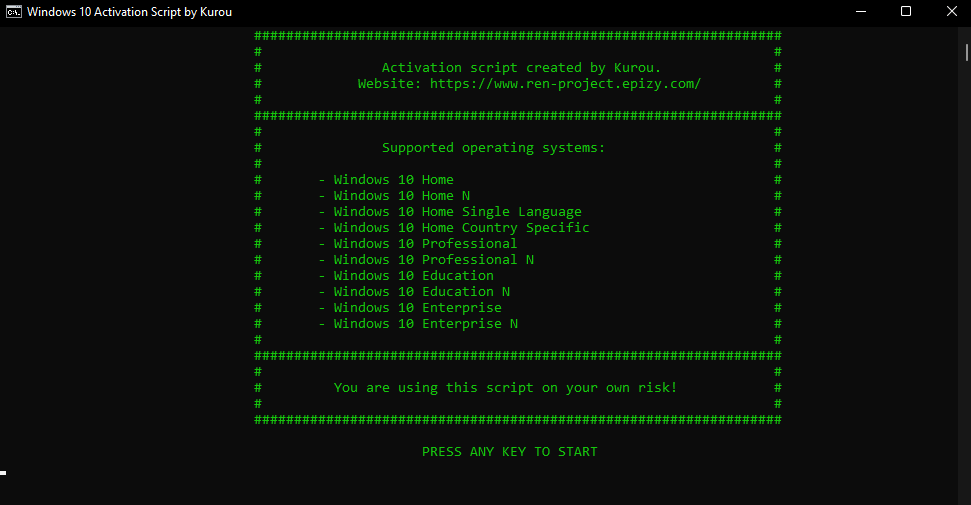 Windows 10 Activation Script by Kurou
##################################################################
# #
# Activation script created by Kurou. #
# Website: https://www.ren-project.epizy.com/ #
# #
##################################################################
# #
# Supported operating systems: #
# #
# - Windows 10 Home #
# - Windows 10 Home N #
# - Windows 10 Home Single Language #
# - Windows 10 Home Country Specific #
# - Windows 10 Professional #
# - Windows 10 Professional N #
# - Windows 10 Education #
# - Windows 10 Education N #
# - Windows 10 Enterprise #
# - Windows 10 Enterprise N #
# #
##################################################################
# #
# You are using this script on your own risk! #
# #
##################################################################
PRESS ANY KEY TO START